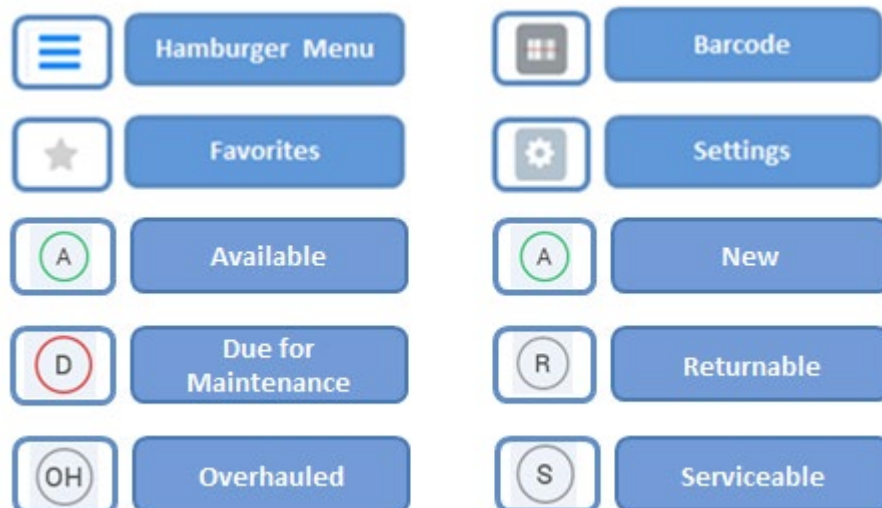 Hamburger Menu
Barcode
Favorites
Settings
A
Available
A
New
D
Due for
Maintenance
R
Returnable
OH
Overhauled
S
Serviceable